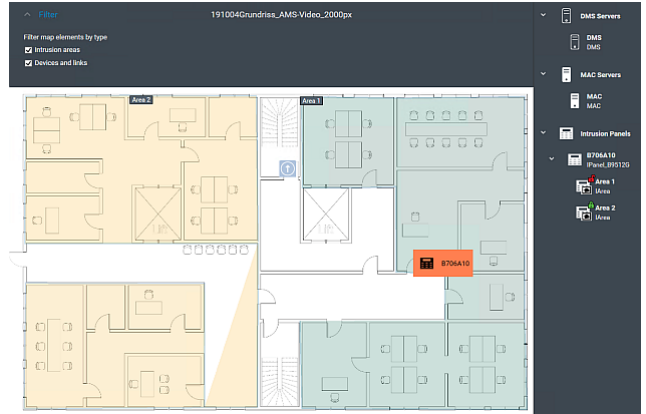 Filter
191004Grundriss_AMS-Video_2000px
Filter map elements by type
Intrusion areas
Devices and links
Area 2
Area 1
B706A10
DMS Servers
DMS
DMS
MAC Servers
MAC
MAC
Intrusion Panels
B706A10
IPanel_B9512G
Area 1
IArea
Area 2
IArea